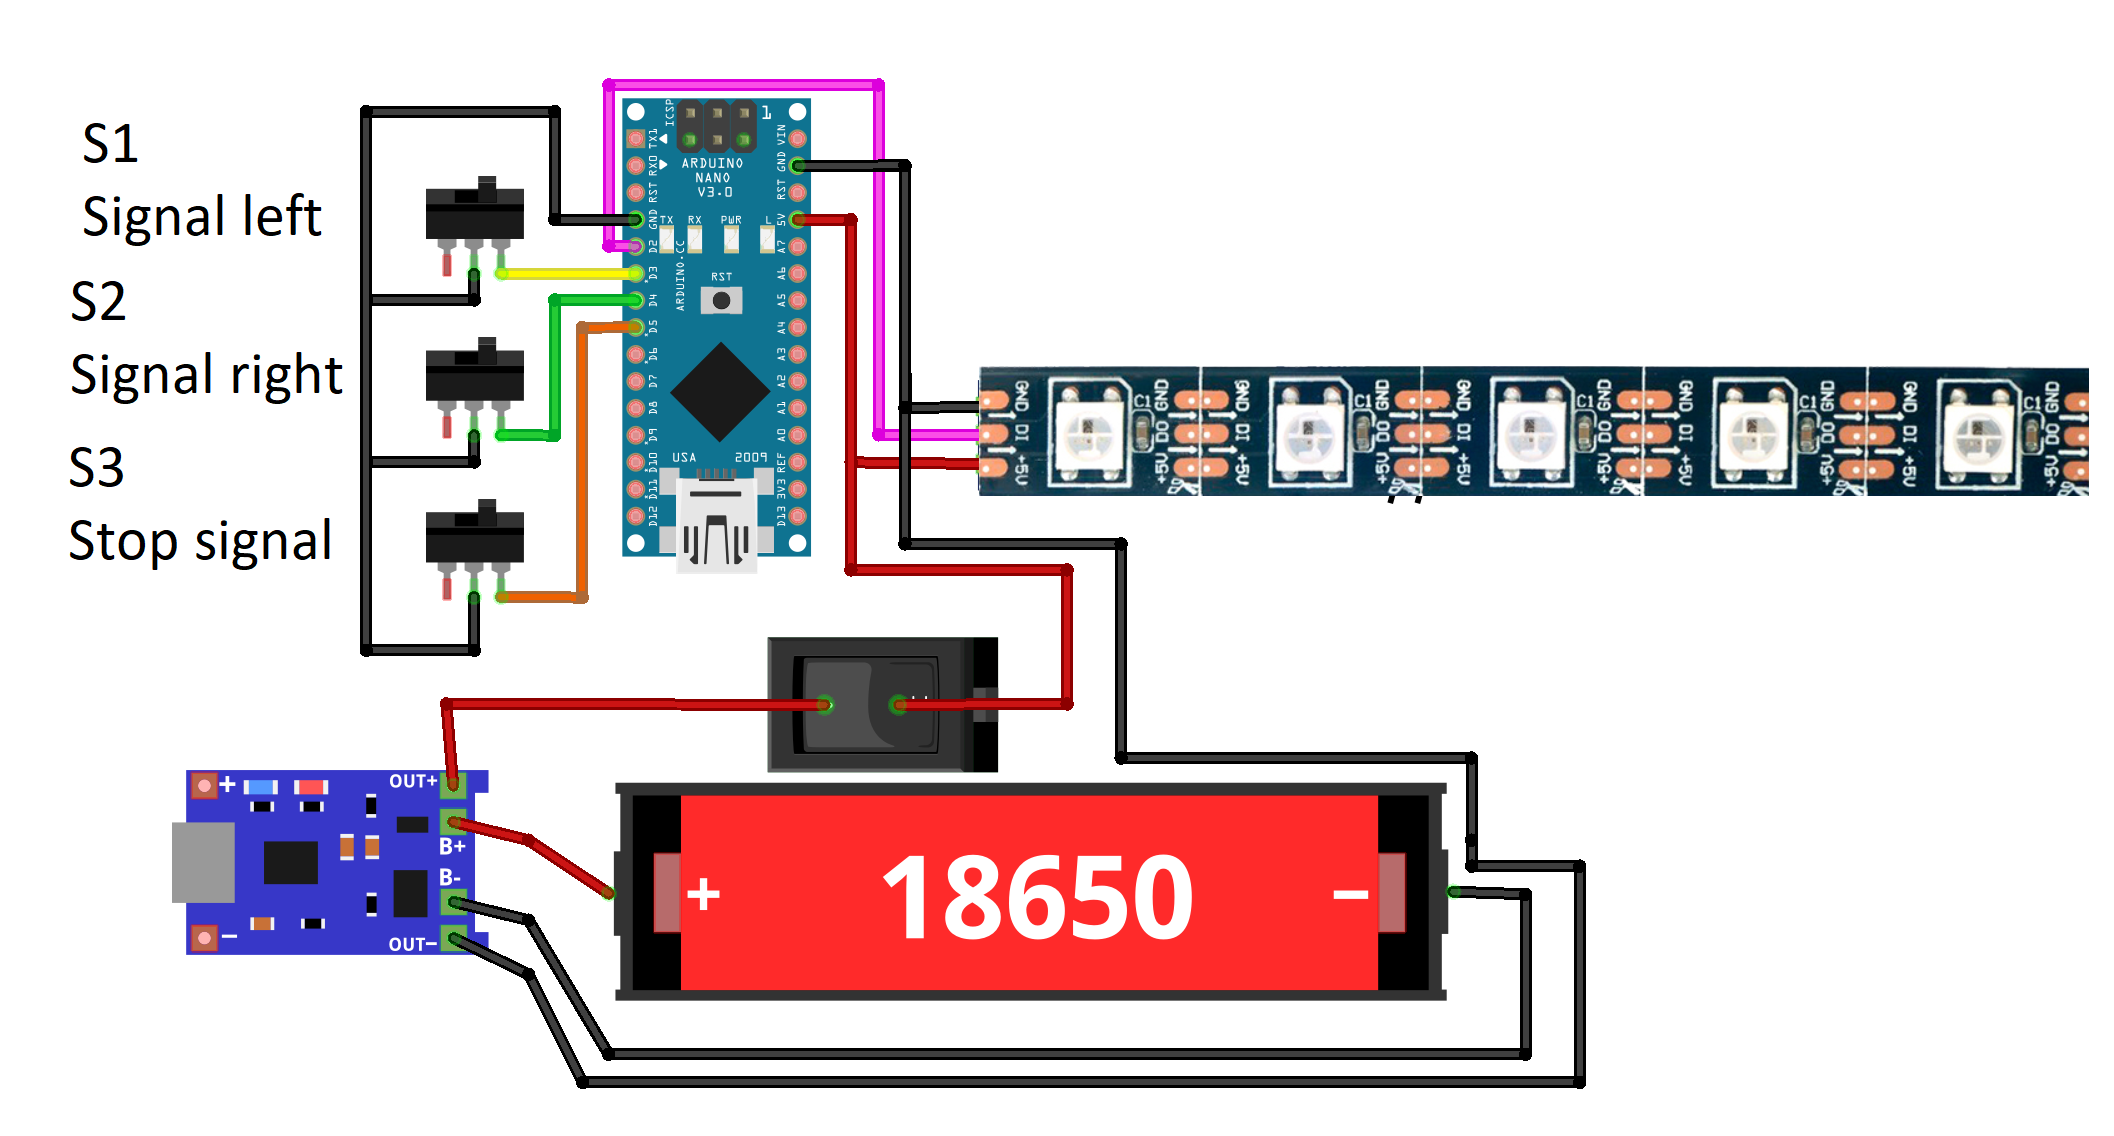 S1
Signal left
S2
Signal right
S3
Stop signal
ICSP
1
ARDUINO
NANO
V3.0
TX RX PWR L
ARDUINO.CC
RST
USA 2009
TX1
RX0
RST
GND
D2
D3
D4
D5
D6
D7
D8
D9
D10
D11
D12
VIN
GND
RST
5V
A7
A6
A5
A4
A3
A2
A1
A0
REF
3V3
D13
GND
DI
+5V
C1
GND
DO
+5V
GND
DI
+5V
C1
GND
DO
+5V
GND
DI
+5V
C1
GND
DO
+5V
GND
DI
+5V
C1
GND
DO
+5V
GND
DI
+5V
C1
GND
DO
+5V
+ OUT+
B+
B-
− OUT−
+ 18650 −